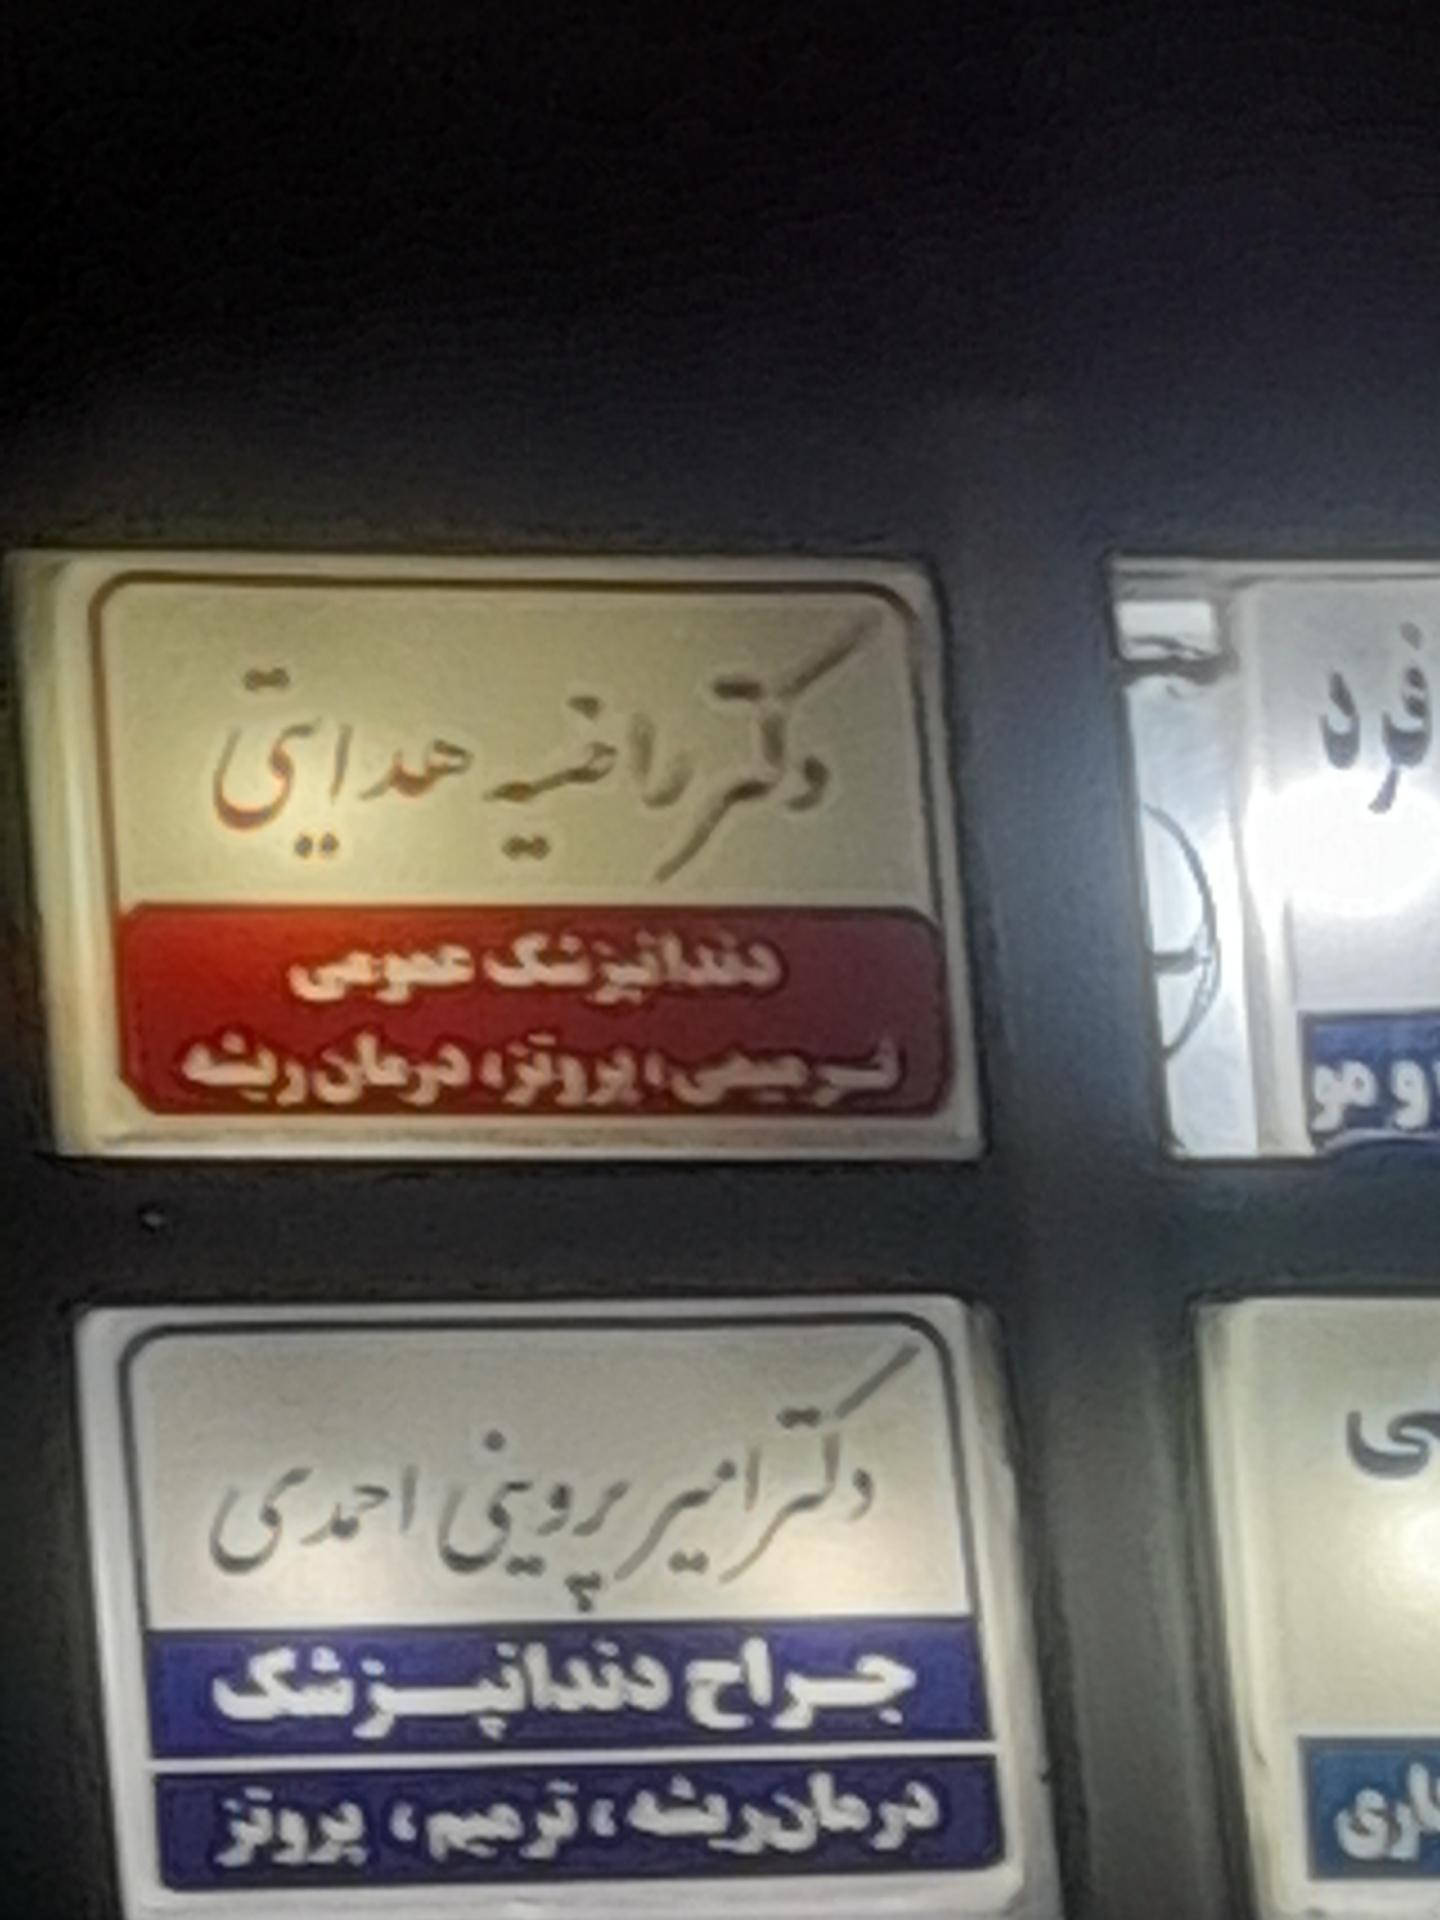 دکتر راضیه هدایتی
دندانپزشک عمومی
ترمیمی، پروتز، درمان ریشه
فرد
و مو
دکتر امیر پروینی احمدی
جراح دندانپزشک
درمان ریشه، ترمیم، پروتز